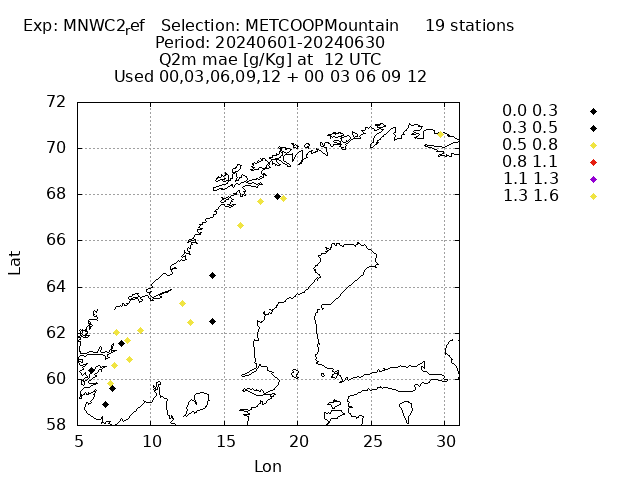 Exp: MNWC2ref Selection: METCOOPMountain 19 stations
Period: 20240601-20240630
Q2m mae [g/Kg] at 12 UTC
Used 00,03,06,09,12 + 00 03 06 09 12
72
70
68
66
64
62
60
58
5 10 15 20 25 30
Lat
Lon
0.0 0.3
0.3 0.5
0.5 0.8
0.8 1.1
1.1 1.3
1.3 1.6